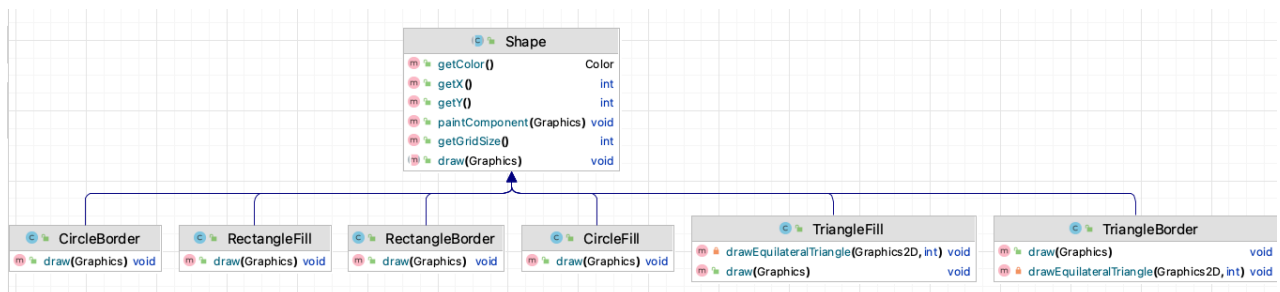 Shape
getColor() Color
getX() int
getY() int
paintComponent(Graphics) void
getGridSize() int
draw(Graphics) void
CircleBorder
draw(Graphics) void
RectangleFill
draw(Graphics) void
RectangleBorder
draw(Graphics) void
CircleFill
draw(Graphics) void
TriangleFill
drawEquilateralTriangle(Graphics2D, int) void
draw(Graphics) void
TriangleBorder
draw(Graphics) void
drawEquilateralTriangle(Graphics2D, int) void